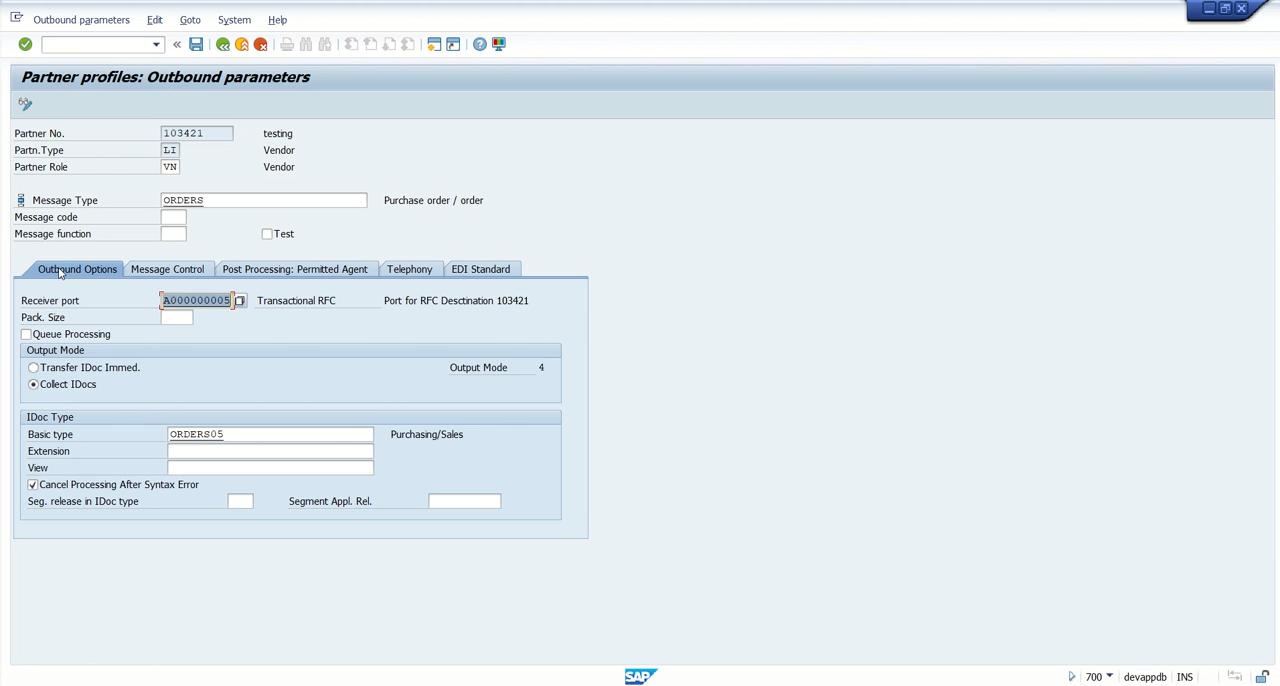 Outbound parameters Edit Goto System Help
Partner profiles: Outbound parameters
Partner No. 103421 testing
Partn.Type LI Vendor
Partner Role VN Vendor
Message Type ORDERS Purchase order / order
Message code
Message function Test
Outbound Options Message Control Post Processing: Permitted Agent Telephony EDI Standard
Receiver port A000000005 Transactional RFC Port for RFC Desctination 103421
Pack. Size
Queue Processing
Output Mode
Transfer IDoc Immed. Output Mode 4
Collect IDocs
IDoc Type
Basic type ORDERS05 Purchasing/Sales
Extension
View
Cancel Processing After Syntax Error
Seg. release in IDoc type Segment Appl. Rel.
SAP 700 devappdb INS